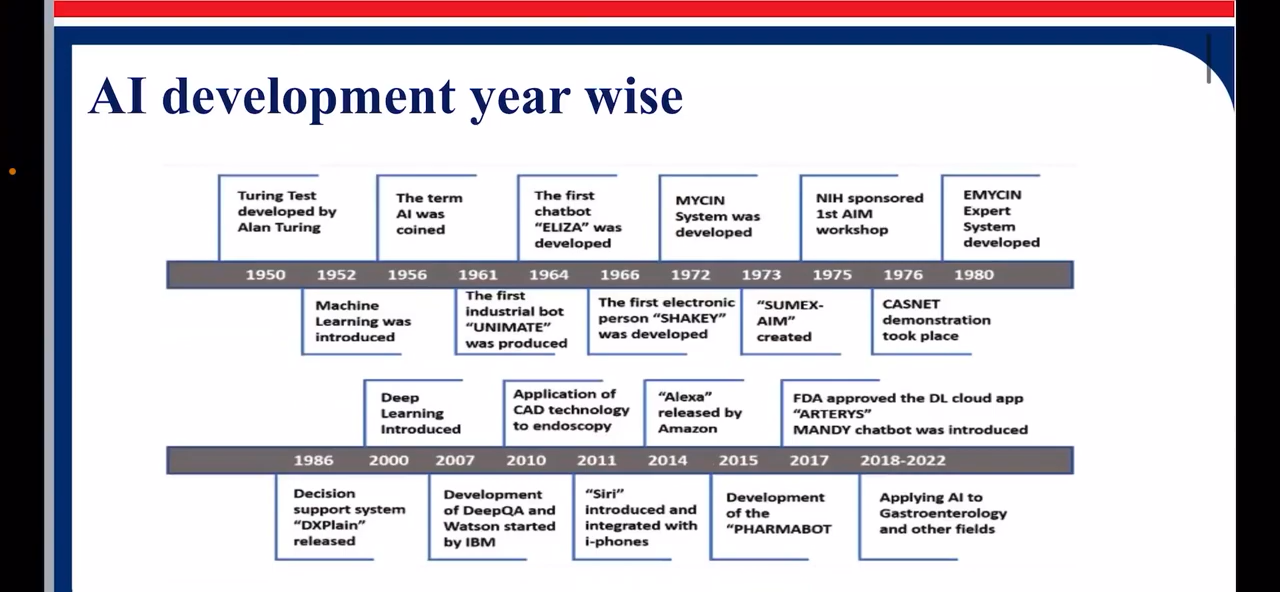 AI development year wise
Turing Test
developed by
Alan Turing
The term
AI was
coined
The first
chatbot
“ELIZA” was
developed
MYCIN
System was
developed
NIH sponsored
1st AIM
workshop
EMYCIN
Expert
System
developed
1950 1952 1956 1961 1964 1966 1972 1973 1975 1976 1980
Machine
Learning was
introduced
The first
industrial bot
“UNIMATE”
was produced
The first electronic
person “SHAKEY”
was developed
“SUMEX-
AIM”
created
CASNET
demonstration
took place
Deep
Learning
Introduced
Application of
CAD technology
to endoscopy
“Alexa”
released by
Amazon
FDA approved the DL cloud app
“ARTERYS”
MANDY chatbot was introduced
1986 2000 2007 2010 2011 2014 2015 2017 2018-2022
Decision
support system
“DXPlain”
released
Development
of DeepQA and
Watson started
by IBM
“Siri”
introduced and
integrated with
i-phones
Development
of the
“PHARMABOT
Applying AI to
Gastroenterology
and other fields